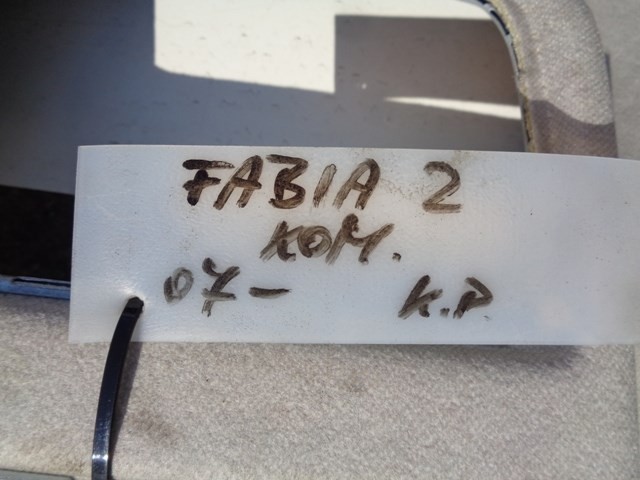 FABIA 2
KOM.
07- K.P.